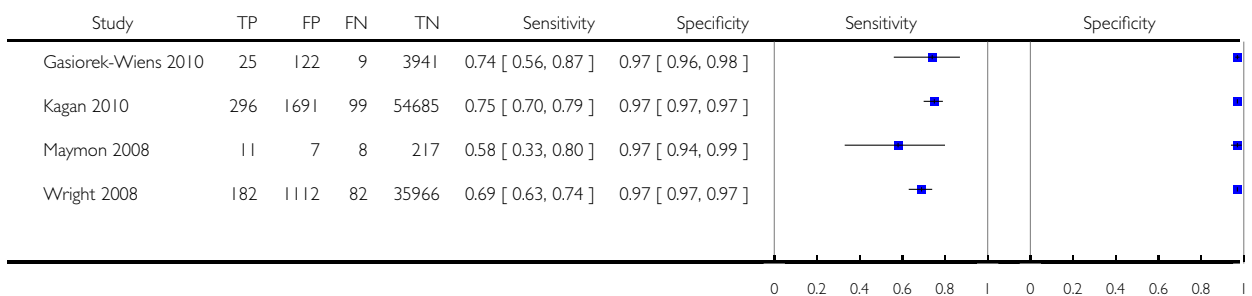 Study TP FP FN TN Sensitivity Specificity Sensitivity Specificity
Gasiorek-Wiens 2010 25 122 9 3941 0.74 [ 0.56, 0.87 ] 0.97 [ 0.96, 0.98 ]
Kagan 2010 296 1691 99 54685 0.75 [ 0.70, 0.79 ] 0.97 [ 0.97, 0.97 ]
Maymon 2008 11 7 8 217 0.58 [ 0.33, 0.80 ] 0.97 [ 0.94, 0.99 ]
Wright 2008 182 1112 82 35966 0.69 [ 0.63, 0.74 ] 0.97 [ 0.97, 0.97 ]
0 0.2 0.4 0.6 0.8 1 0 0.2 0.4 0.6 0.8 1